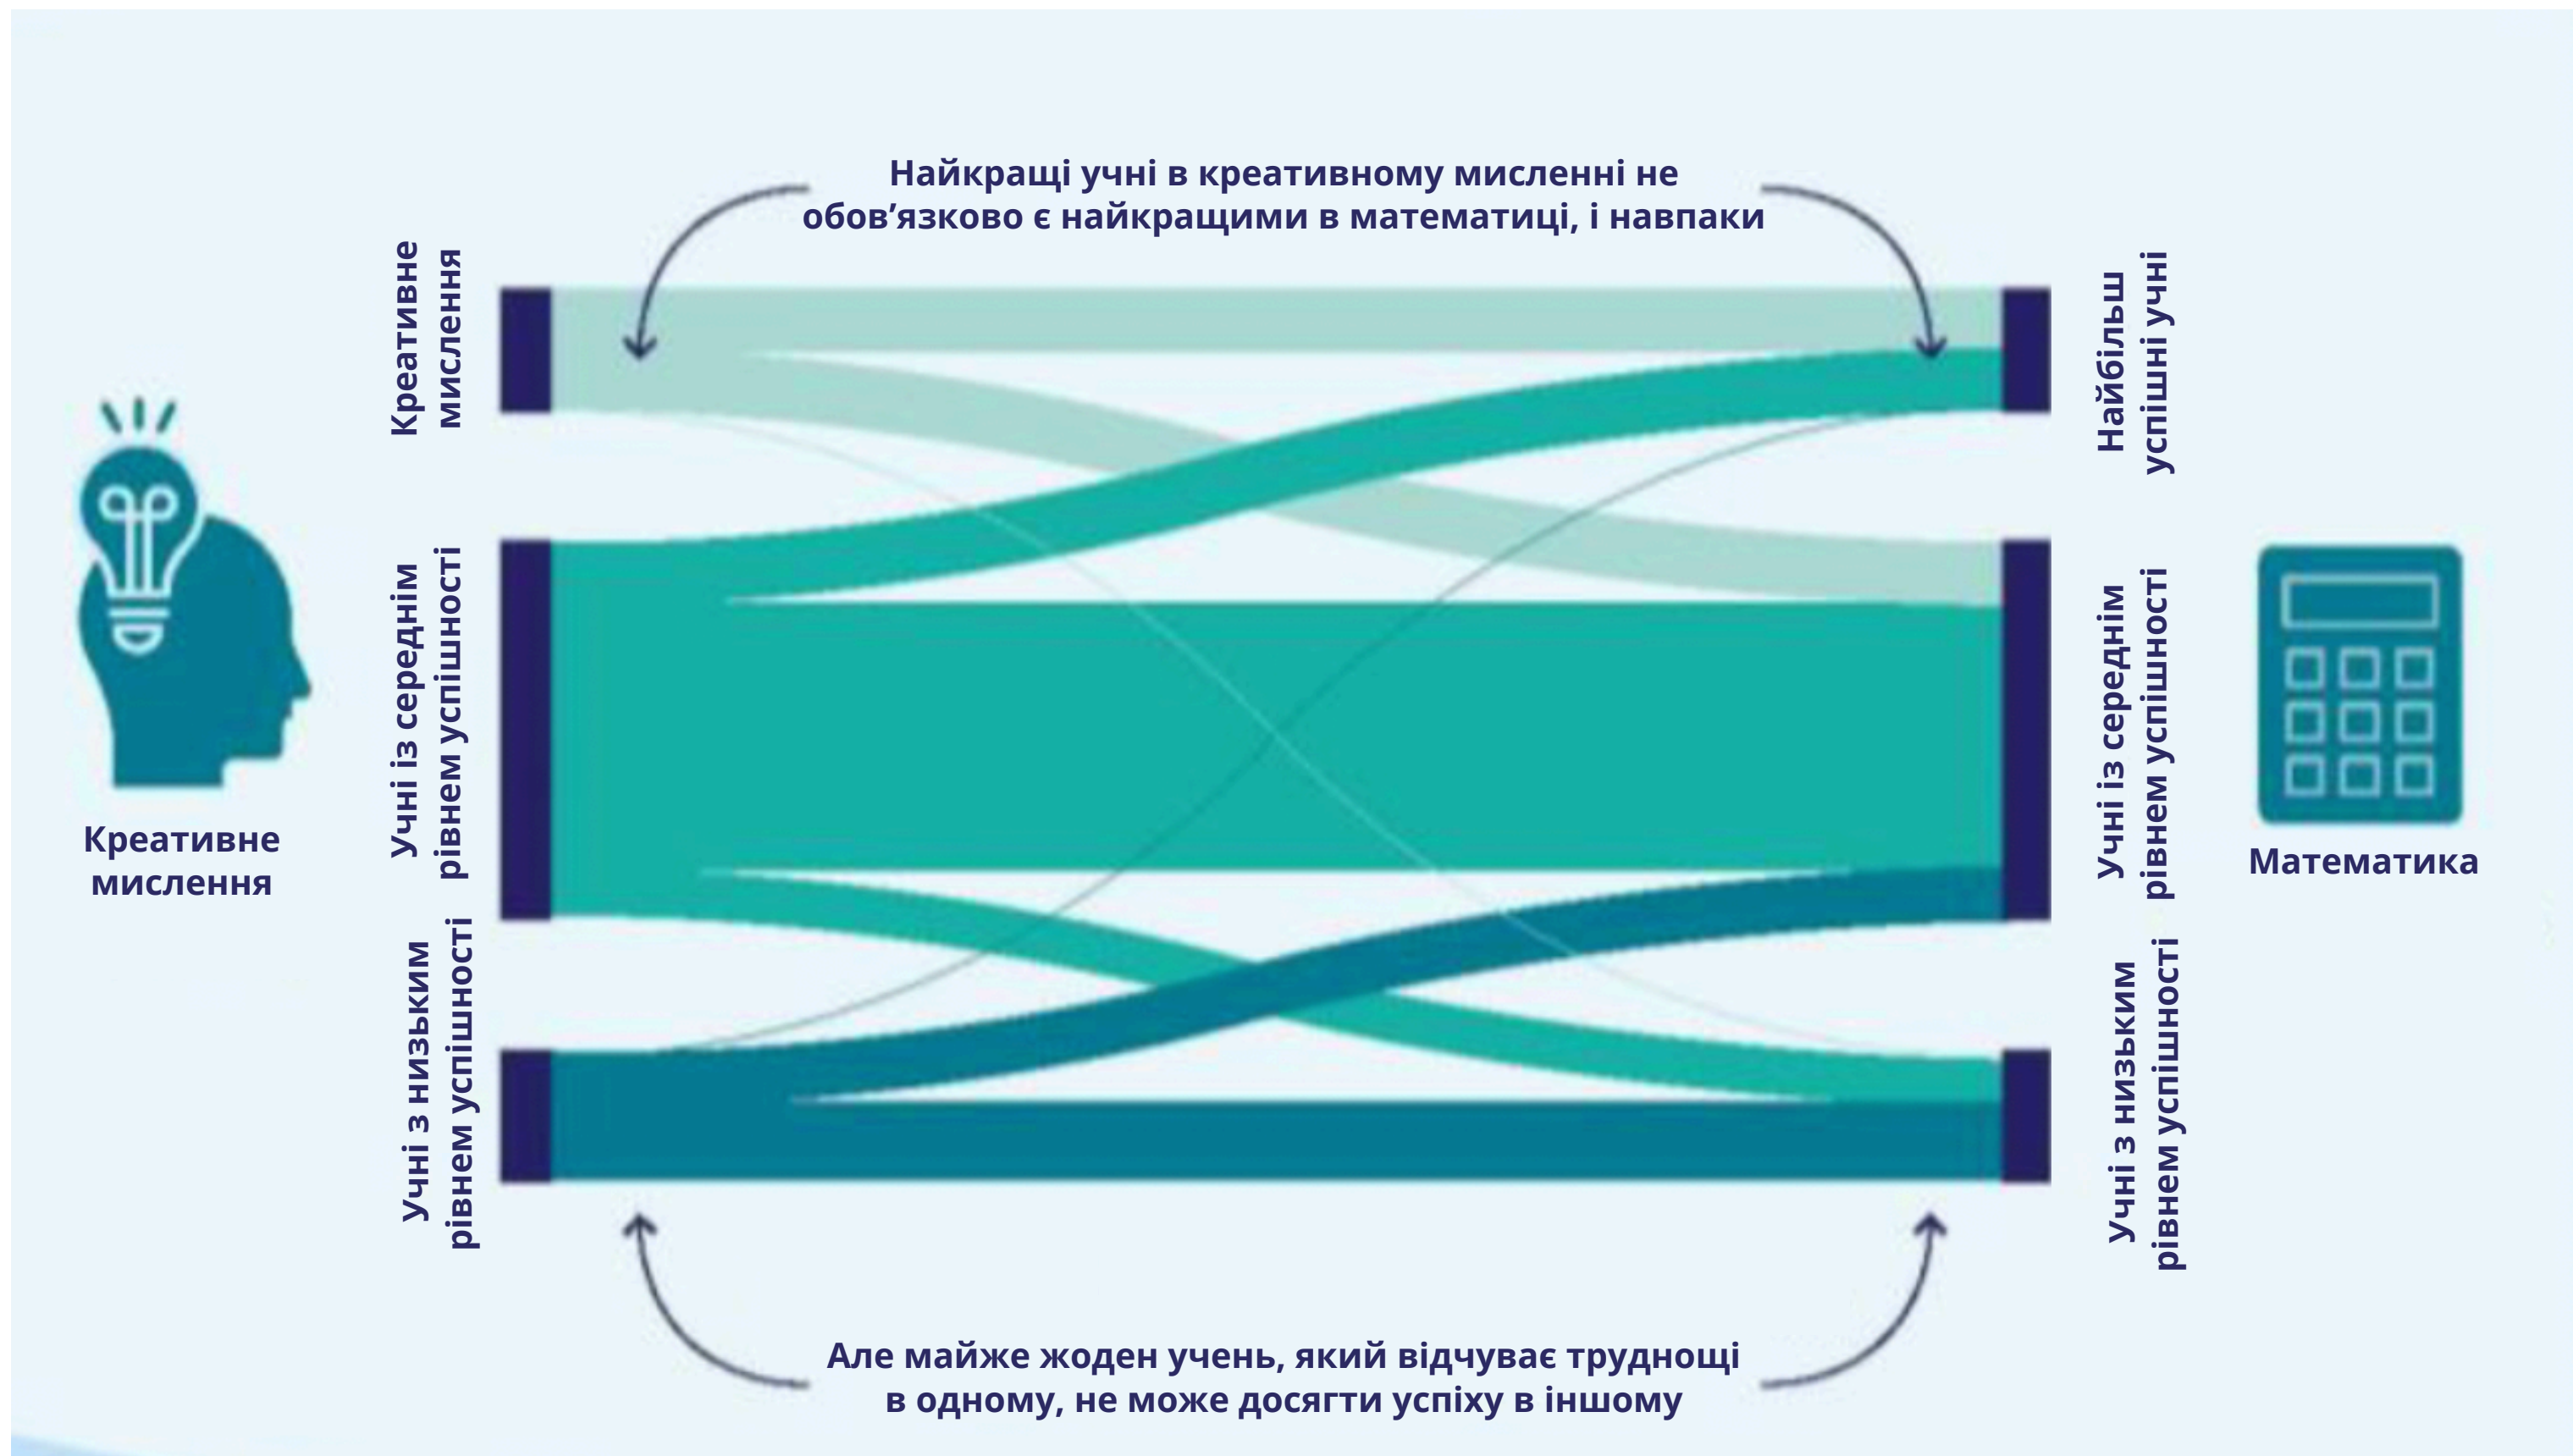 Найкращі учні в креативному мисленні не
обов’язково є найкращими в математиці, і навпаки
Креативне
мислення
Найбільш
успішні учні
Учні із середнім
рівнем успішності
Учні із середнім
рівнем успішності
Креативне
мислення
Математика
Учні з низьким
рівнем успішності
Учні з низьким
рівнем успішності
Але майже жоден учень, який відчуває труднощі
в одному, не може досягти успіху в іншому